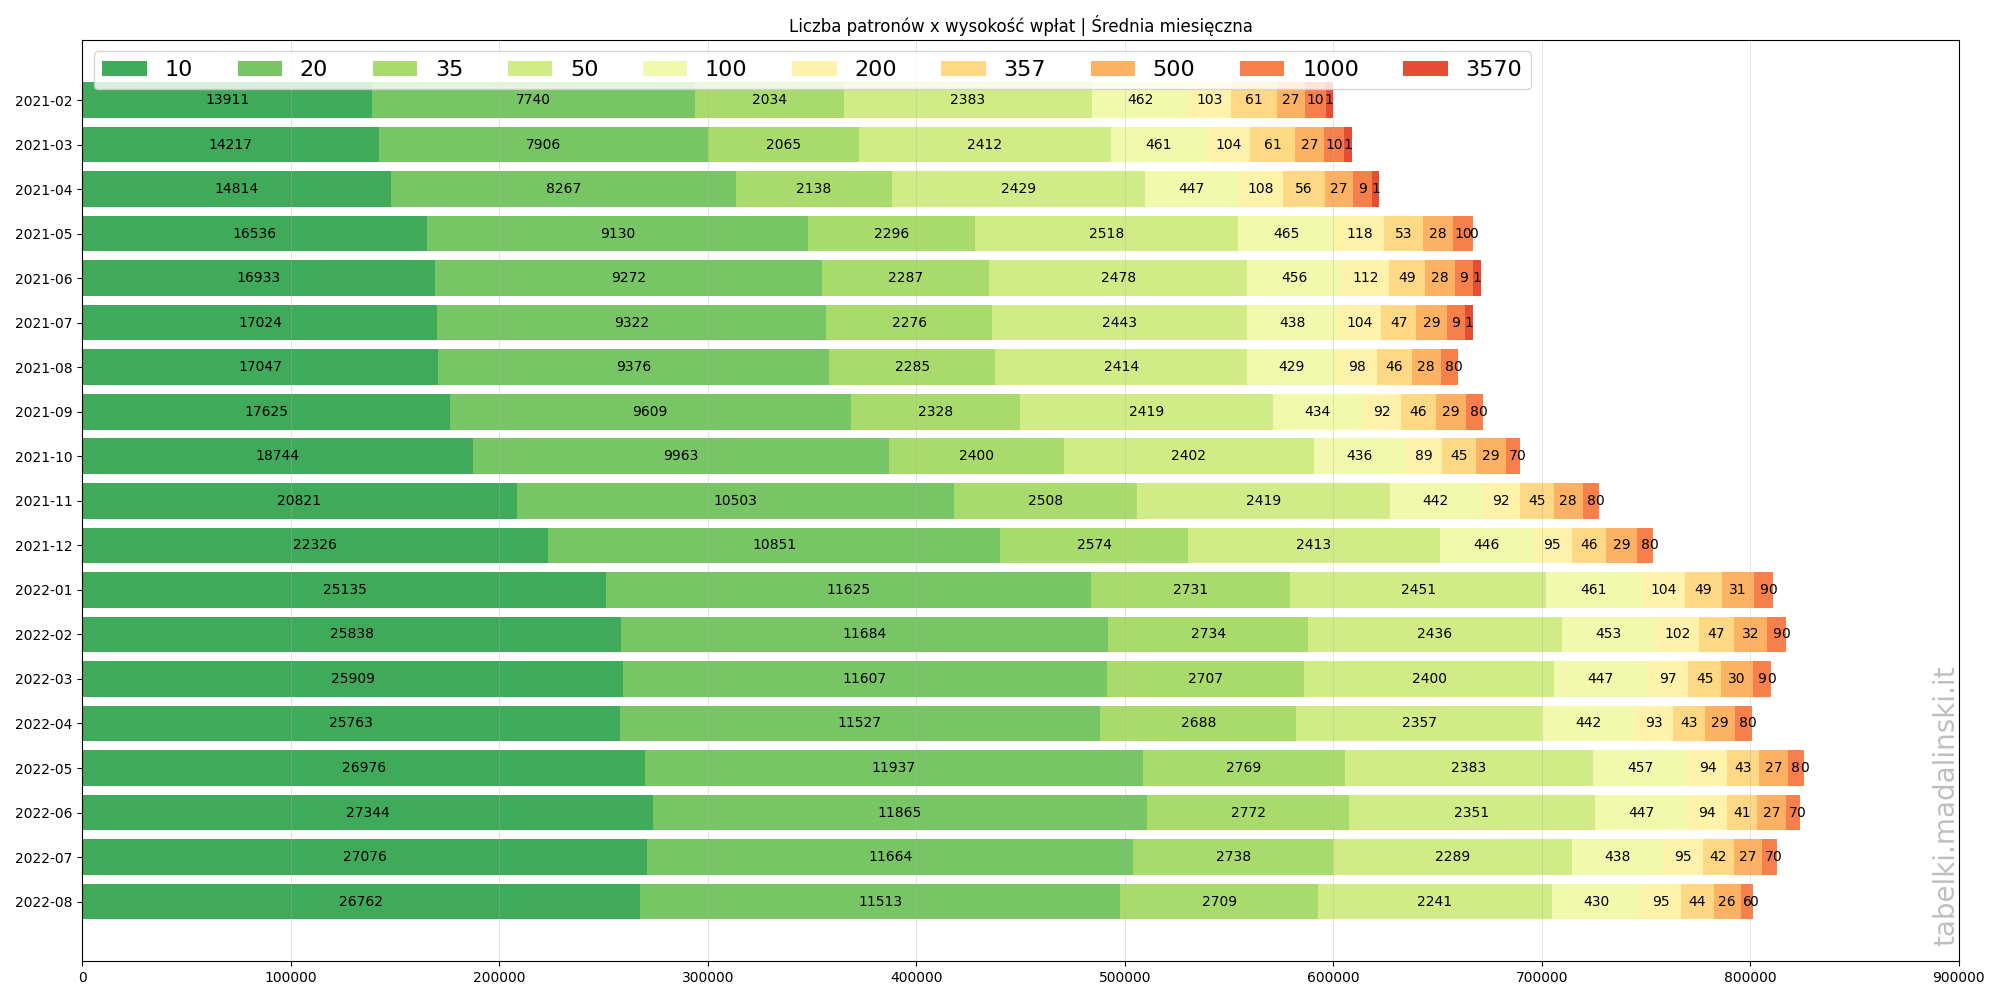 Liczba patronów x wysokość wpłat | Średnia miesięczna
10 20 35 50 100 200 357 500 1000 3570
2021-02 13911 7740 2034 2383 462 103 61 27 10 1
2021-03 14217 7906 2065 2412 461 104 61 27 10 1
2021-04 14814 8267 2138 2429 447 108 56 27 9 1
2021-05 16536 9130 2296 2518 465 118 53 28 10 0
2021-06 16933 9272 2287 2478 456 112 49 28 9 1
2021-07 17024 9322 2276 2443 438 104 47 29 9 1
2021-08 17047 9376 2285 2414 429 98 46 28 8 0
2021-09 17625 9609 2328 2419 434 92 46 29 8 0
2021-10 18744 9963 2400 2402 436 89 45 29 7 0
2021-11 20821 10503 2508 2419 442 92 45 28 8 0
2021-12 22326 10851 2574 2413 446 95 46 29 8 0
2022-01 25135 11625 2731 2451 461 104 49 31 9 0
2022-02 25838 11684 2734 2436 453 102 47 32 9 0
2022-03 25909 11607 2707 2400 447 97 45 30 9 0
2022-04 25763 11527 2688 2357 442 93 43 29 8 0
2022-05 26976 11937 2769 2383 457 94 43 27 8 0
2022-06 27344 11865 2772 2351 447 94 41 27 7 0
2022-07 27076 11664 2738 2289 438 95 42 27 7 0
2022-08 26762 11513 2709 2241 430 95 44 26 6 0
0 100000 200000 300000 400000 500000 600000 700000 800000 900000
tabelki.madalinski.it